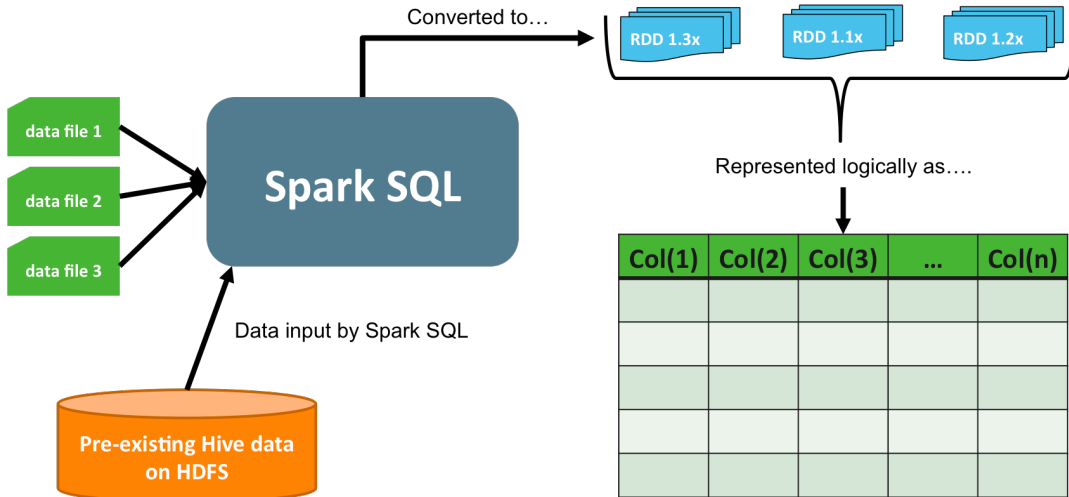 Converted to…
RDD 1.3x
RDD 1.1x
RDD 1.2x
data file 1
data file 2
data file 3
Spark SQL
Represented logically as….
Col(1) Col(2) Col(3) … Col(n)
Data input by Spark SQL
Pre-existing Hive data
on HDFS